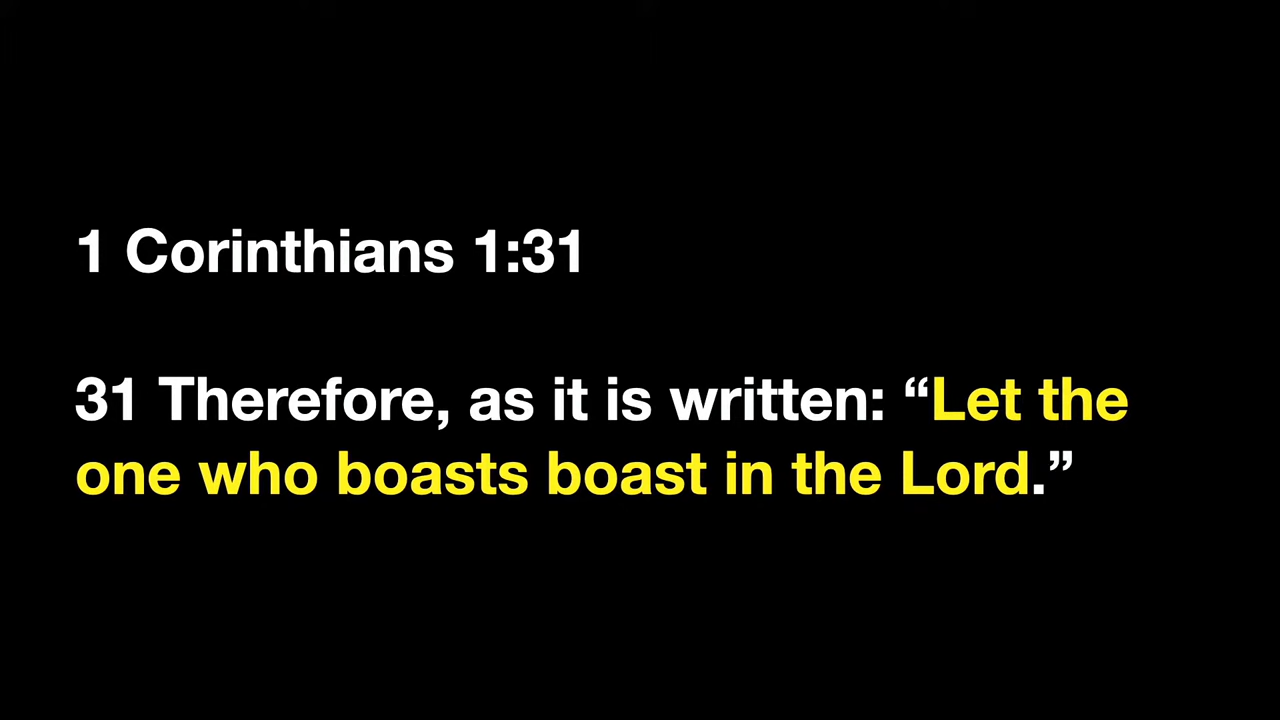 1 Corinthians 1:31
31 Therefore, as it is written: “Let the
one who boasts boast in the Lord.”